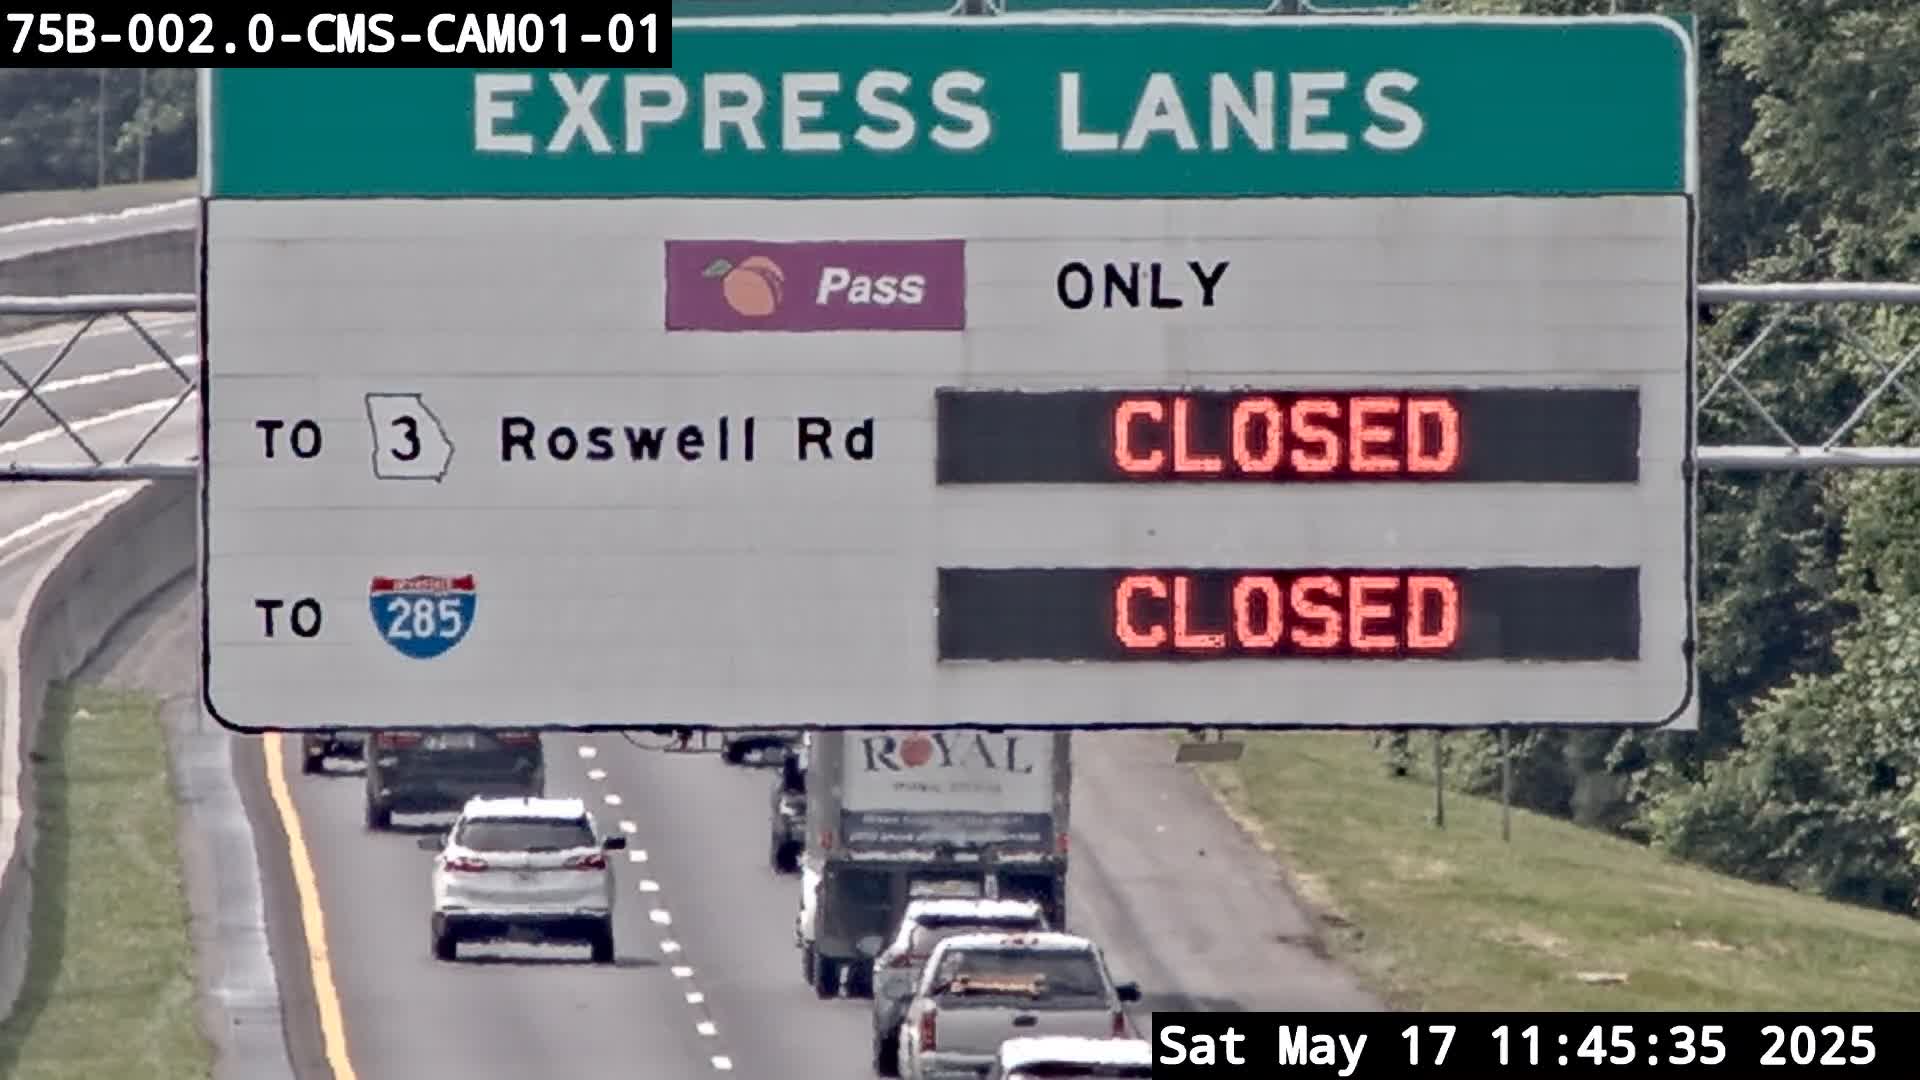 75B-002.0-CMS-CAM01-01
EXPRESS LANES
Pass ONLY
TO 3 Roswell Rd CLOSED
TO INTERSTATE 285 CLOSED
ROYAL
Sat May 17 11:45:35 2025